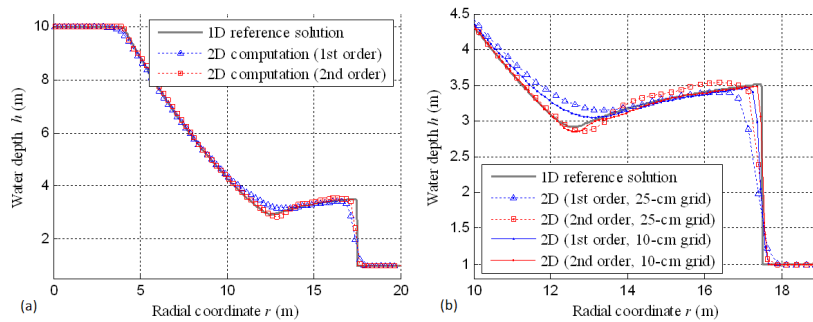 1D reference solution
2D computation (1st order)
2D computation (2nd order)
10
8
6
4
2
0
5
10
15
20
Water depth h (m)
Radial coordinate r (m)
(a)
4.5
4
3.5
3
2.5
2
1.5
1
10
12
14
16
18
Water depth h (m)
1D reference solution
2D (1st order, 25-cm grid)
2D (2nd order, 25-cm grid)
2D (1st order, 10-cm grid)
2D (2nd order, 10-cm grid)
Radial coordinate r (m)
(b)